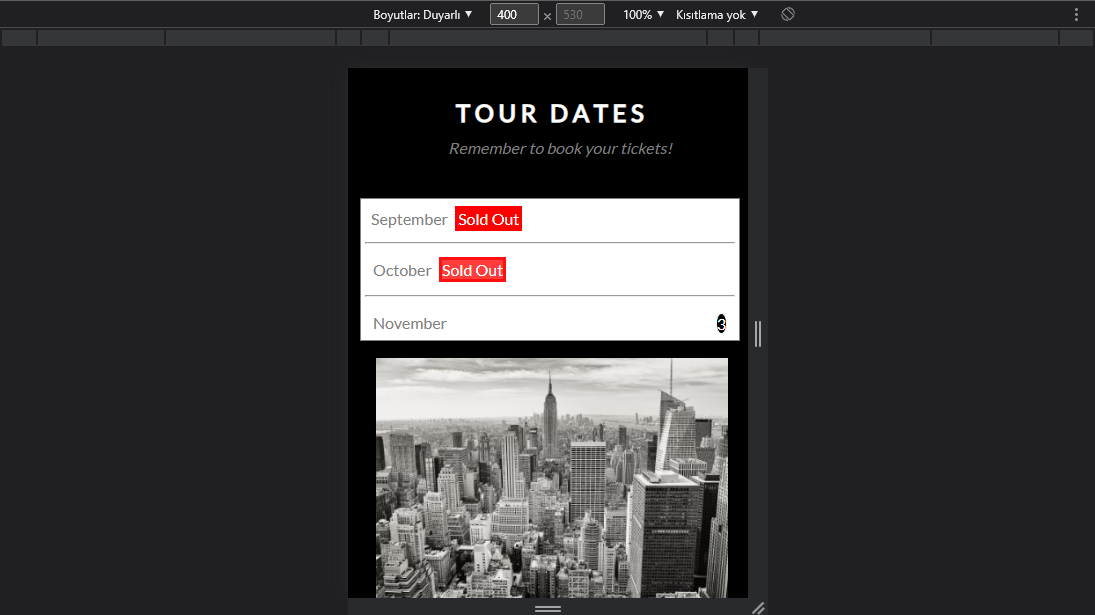 Boyutlar: Duyarlı ▼ 400 × 530 100% ▼ Kısıtlama yok ▼
TOUR DATES
Remember to book your tickets!
September Sold Out
October Sold Out
November 3